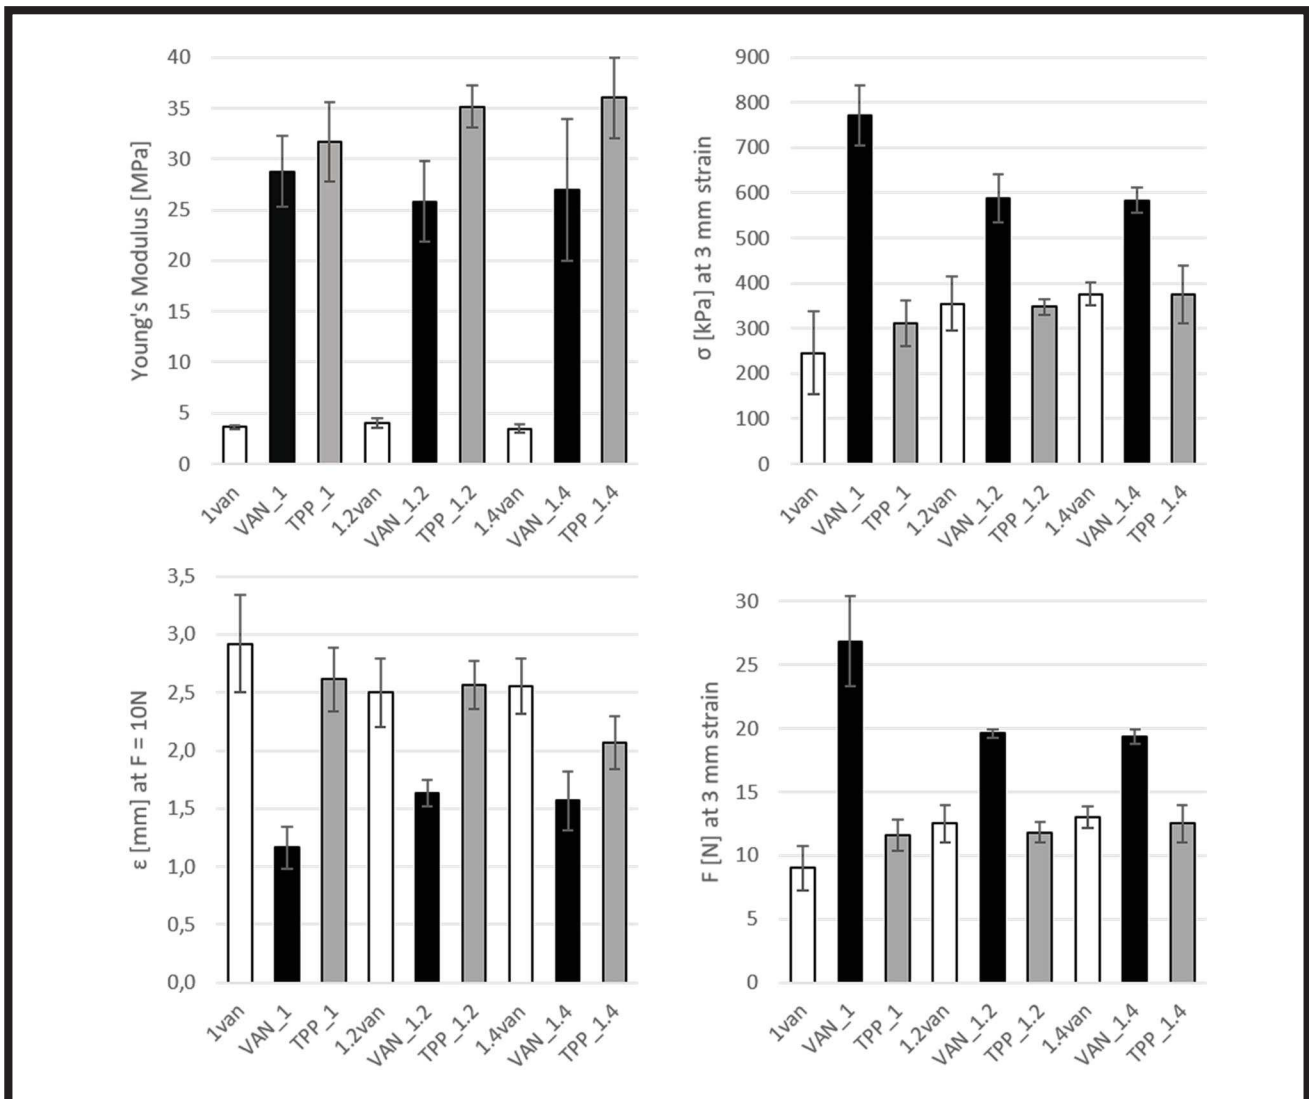 Young's Modulus [MPa]
40
35
30
25
20
15
10
5
0
1van
VAN_1
TPP_1
1.2van
VAN_1.2
TPP_1.2
1.4van
VAN_1.4
TPP_1.4
σ [kPa] at 3 mm strain
900
800
700
600
500
400
300
200
100
0
1van
VAN_1
TPP_1
1.2van
VAN_1.2
TPP_1.2
1.4van
VAN_1.4
TPP_1.4
ε [mm] at F = 10N
3,5
3,0
2,5
2,0
1,5
1,0
0,5
0,0
1van
VAN_1
TPP_1
1.2van
VAN_1.2
TPP_1.2
1.4van
VAN_1.4
TPP_1.4
F [N] at 3 mm strain
30
25
20
15
10
5
0
1van
VAN_1
TPP_1
1.2van
VAN_1.2
TPP_1.2
1.4van
VAN_1.4
TPP_1.4